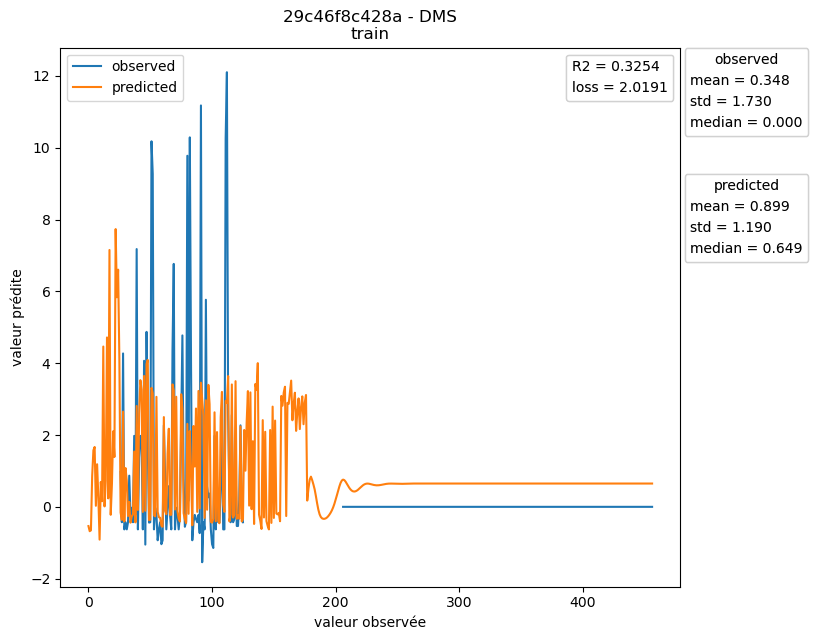 29c46f8c428a - DMS
train
observed
predicted
R2 = 0.3254
loss = 2.0191
observed
mean = 0.348
std = 1.730
median = 0.000
predicted
mean = 0.899
std = 1.190
median = 0.649
valeur prédite
12
10
8
6
4
2
0
−2
0
100
200
300
400
valeur observée